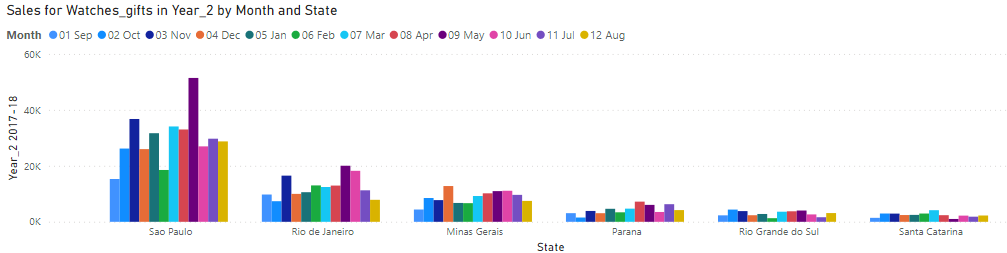 Sales for Watches_gifts in Year_2 by Month and State
Month 01 Sep 02 Oct 03 Nov 04 Dec 05 Jan 06 Feb 07 Mar 08 Apr 09 May 10 Jun 11 Jul 12 Aug
60K
40K
20K
0K
Year_2 2017-18
Sao Paulo Rio de Janeiro Minas Gerais Parana Rio Grande do Sul Santa Catarina
State